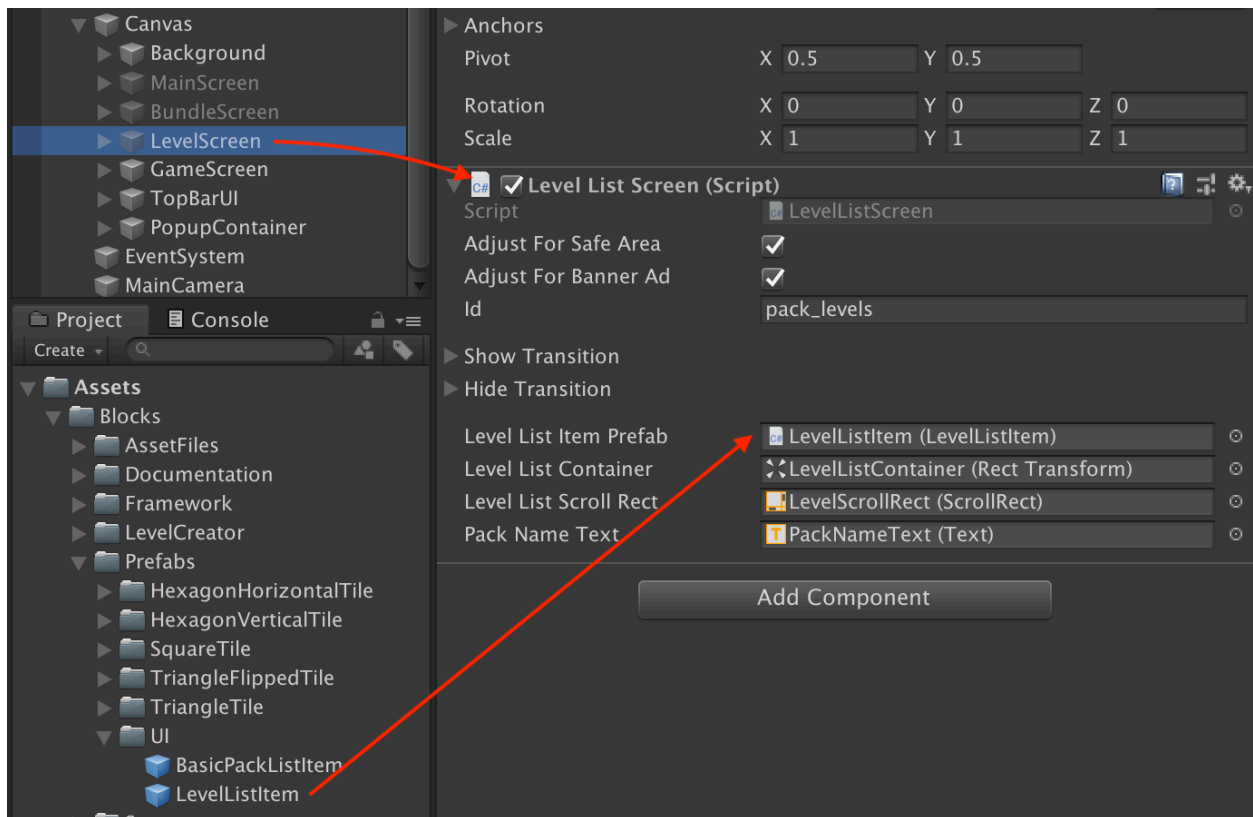 Canvas
Background
MainScreen
BundleScreen
LevelScreen
GameScreen
TopBarUI
PopupContainer
EventSystem
MainCamera
Project Console
Create
Assets
Blocks
AssetFiles
Documentation
Framework
LevelCreator
Prefabs
HexagonHorizontalTile
HexagonVerticalTile
SquareTile
TriangleFlippedTile
TriangleTile
UI
BasicPackListItem
LevelListItem
Anchors
Pivot X 0.5 Y 0.5
Rotation X 0 Y 0 Z 0
Scale X 1 Y 1 Z 1
C# Level List Screen (Script)
Script LevelListScreen
Adjust For Safe Area
Adjust For Banner Ad
Id pack_levels
Show Transition
Hide Transition
Level List Item Prefab LevelListItem (LevelListItem)
Level List Container LevelListContainer (Rect Transform)
Level List Scroll Rect LevelScrollRect (ScrollRect)
Pack Name Text PackNameText (Text)
Add Component